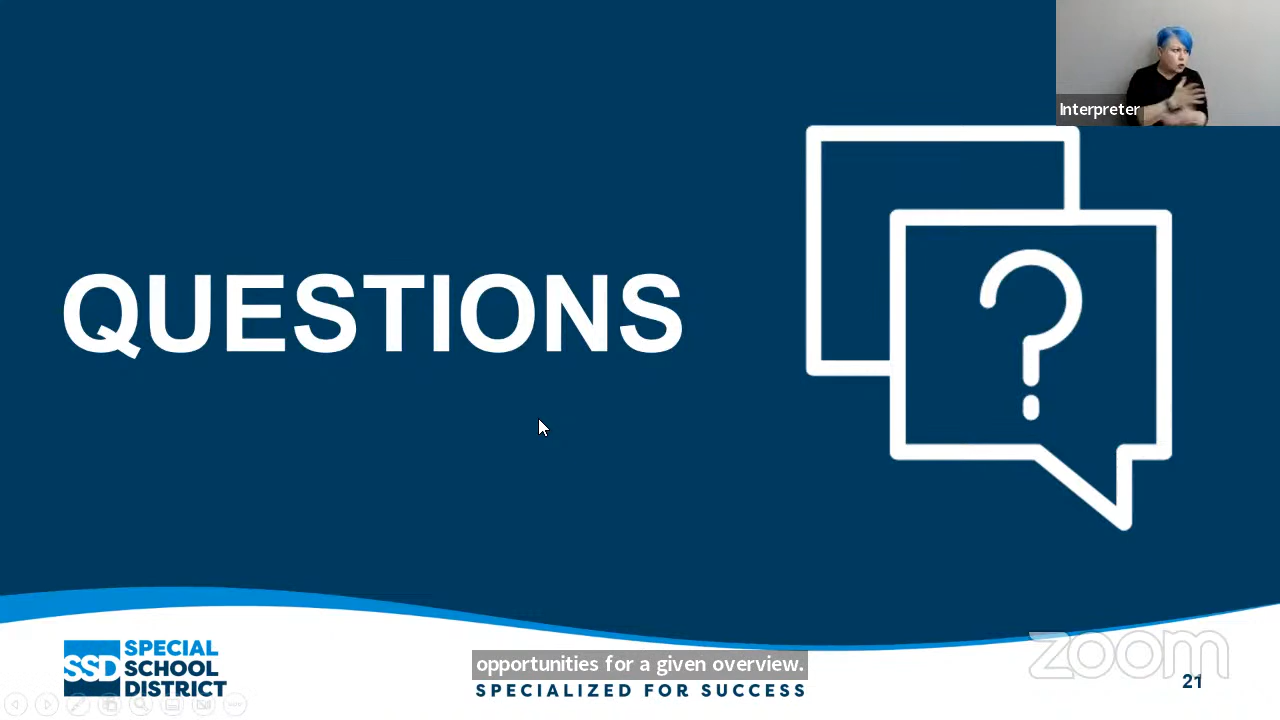 Interpreter
QUESTIONS
?
SSD
SPECIAL
SCHOOL
DISTRICT
opportunities for a given overview.
SPECIALIZED FOR SUCCESS
zoom
21